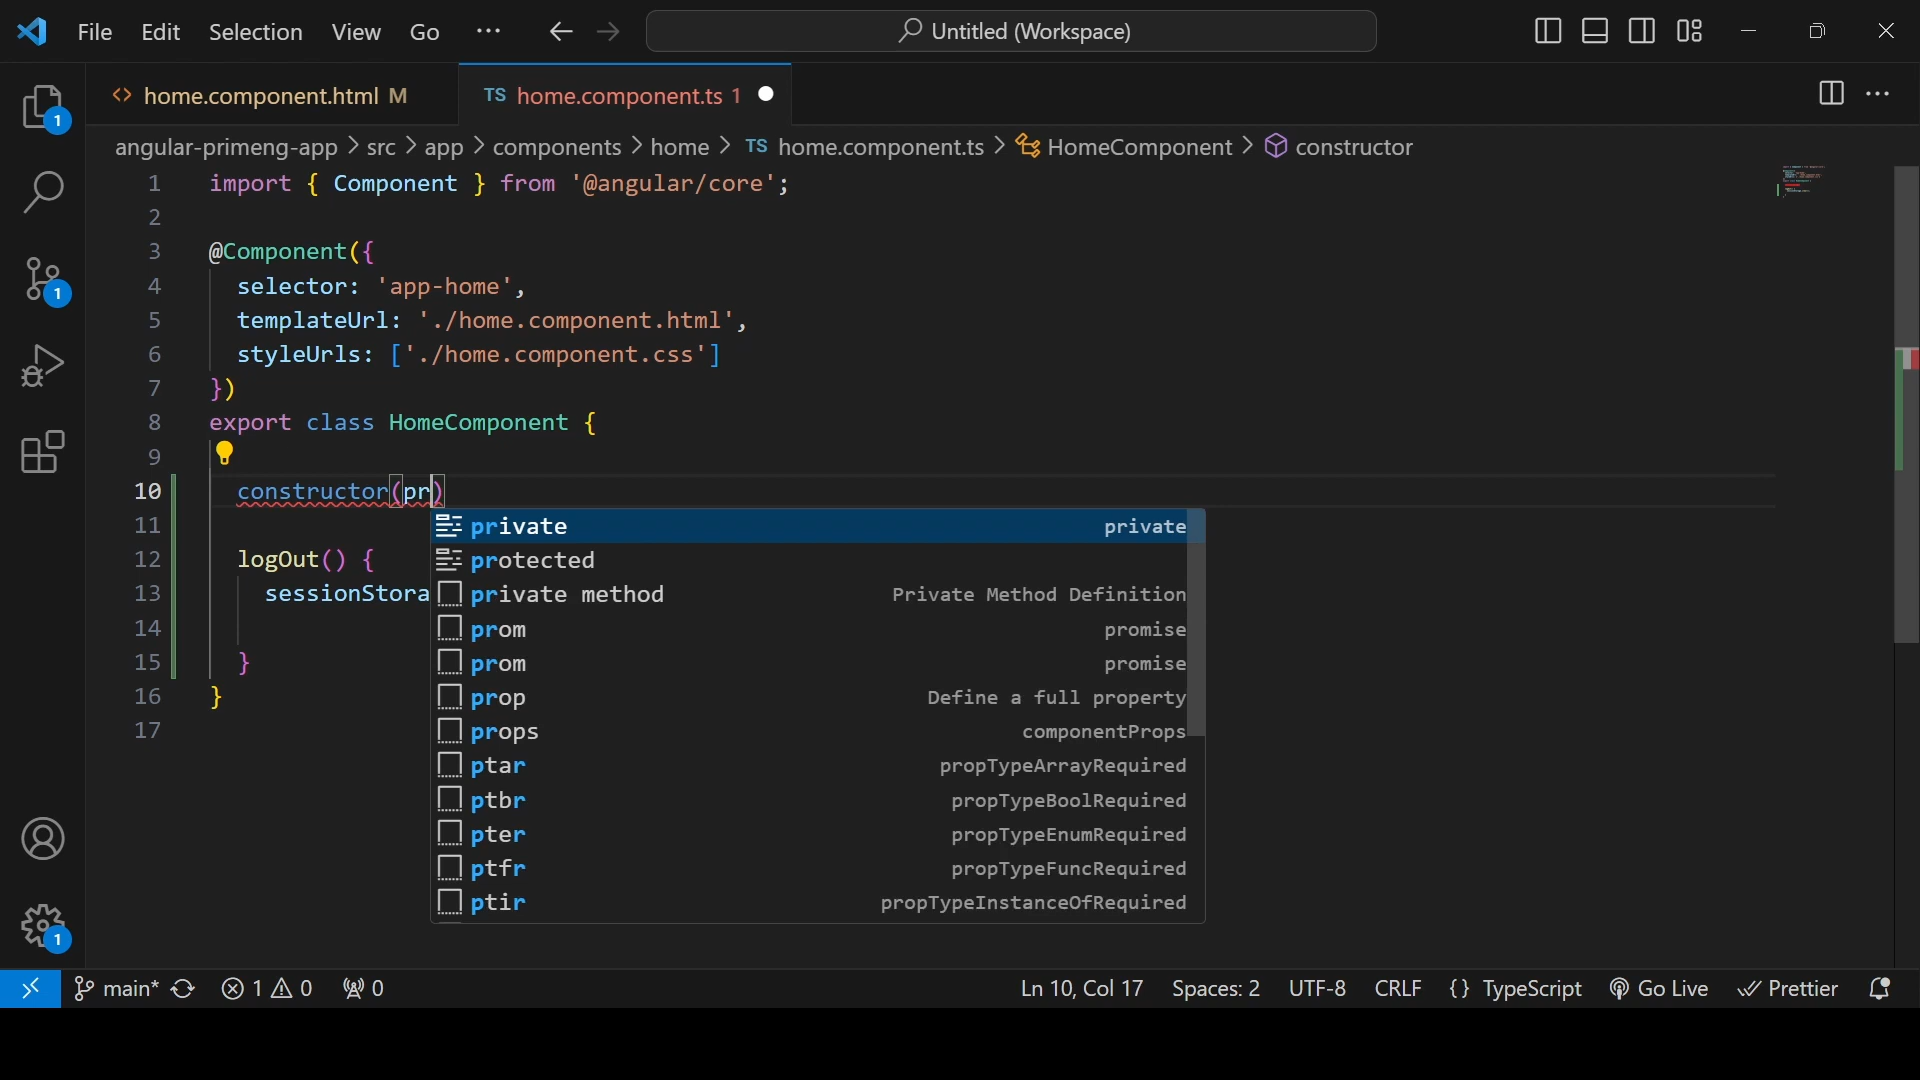 File Edit Selection View Go ··· Untitled (Workspace)
<> home.component.html M TS home.component.ts 1
angular-primeng-app > src > app > components > home > TS home.component.ts > HomeComponent > constructor
1 import { Component } from '@angular/core';
2
3 @Component({
4 selector: 'app-home',
5 templateUrl: './home.component.html',
6 styleUrls: ['./home.component.css']
7 })
8 export class HomeComponent {
9
10 constructor(pr)
11 private private
protected
12 logOut() {
13 sessionStora private method Private Method Definition
14 prom promise
15 } prom promise
16 } prop Define a full property
17 props componentProps
ptar propTypeArrayRequired
ptbr propTypeBoolRequired
pter propTypeEnumRequired
ptfr propTypeFuncRequired
ptir propTypeInstanceOfRequired
1
1
1
main* 1 0 0 Ln 10, Col 17 Spaces: 2 UTF-8 CRLF {} TypeScript Go Live Prettier